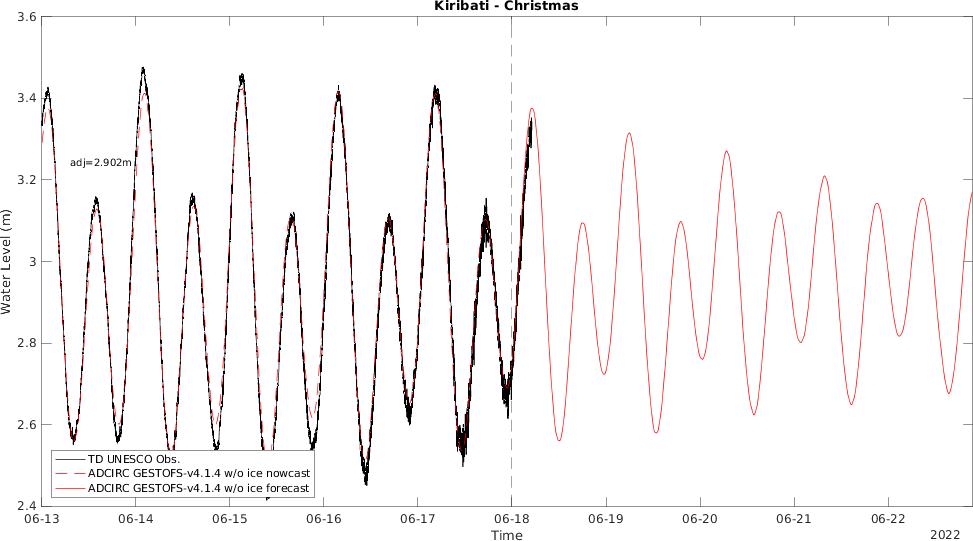 Kiribati - Christmas
3.6
3.4
3.2
3
2.8
2.6
2.4
Water Level (m)
adj=2.902m
TD UNESCO Obs.
ADCIRC GESTOFS-v4.1.4 w/o ice nowcast
ADCIRC GESTOFS-v4.1.4 w/o ice forecast
06-13 06-14 06-15 06-16 06-17 06-18 06-19 06-20 06-21 06-22
Time
2022